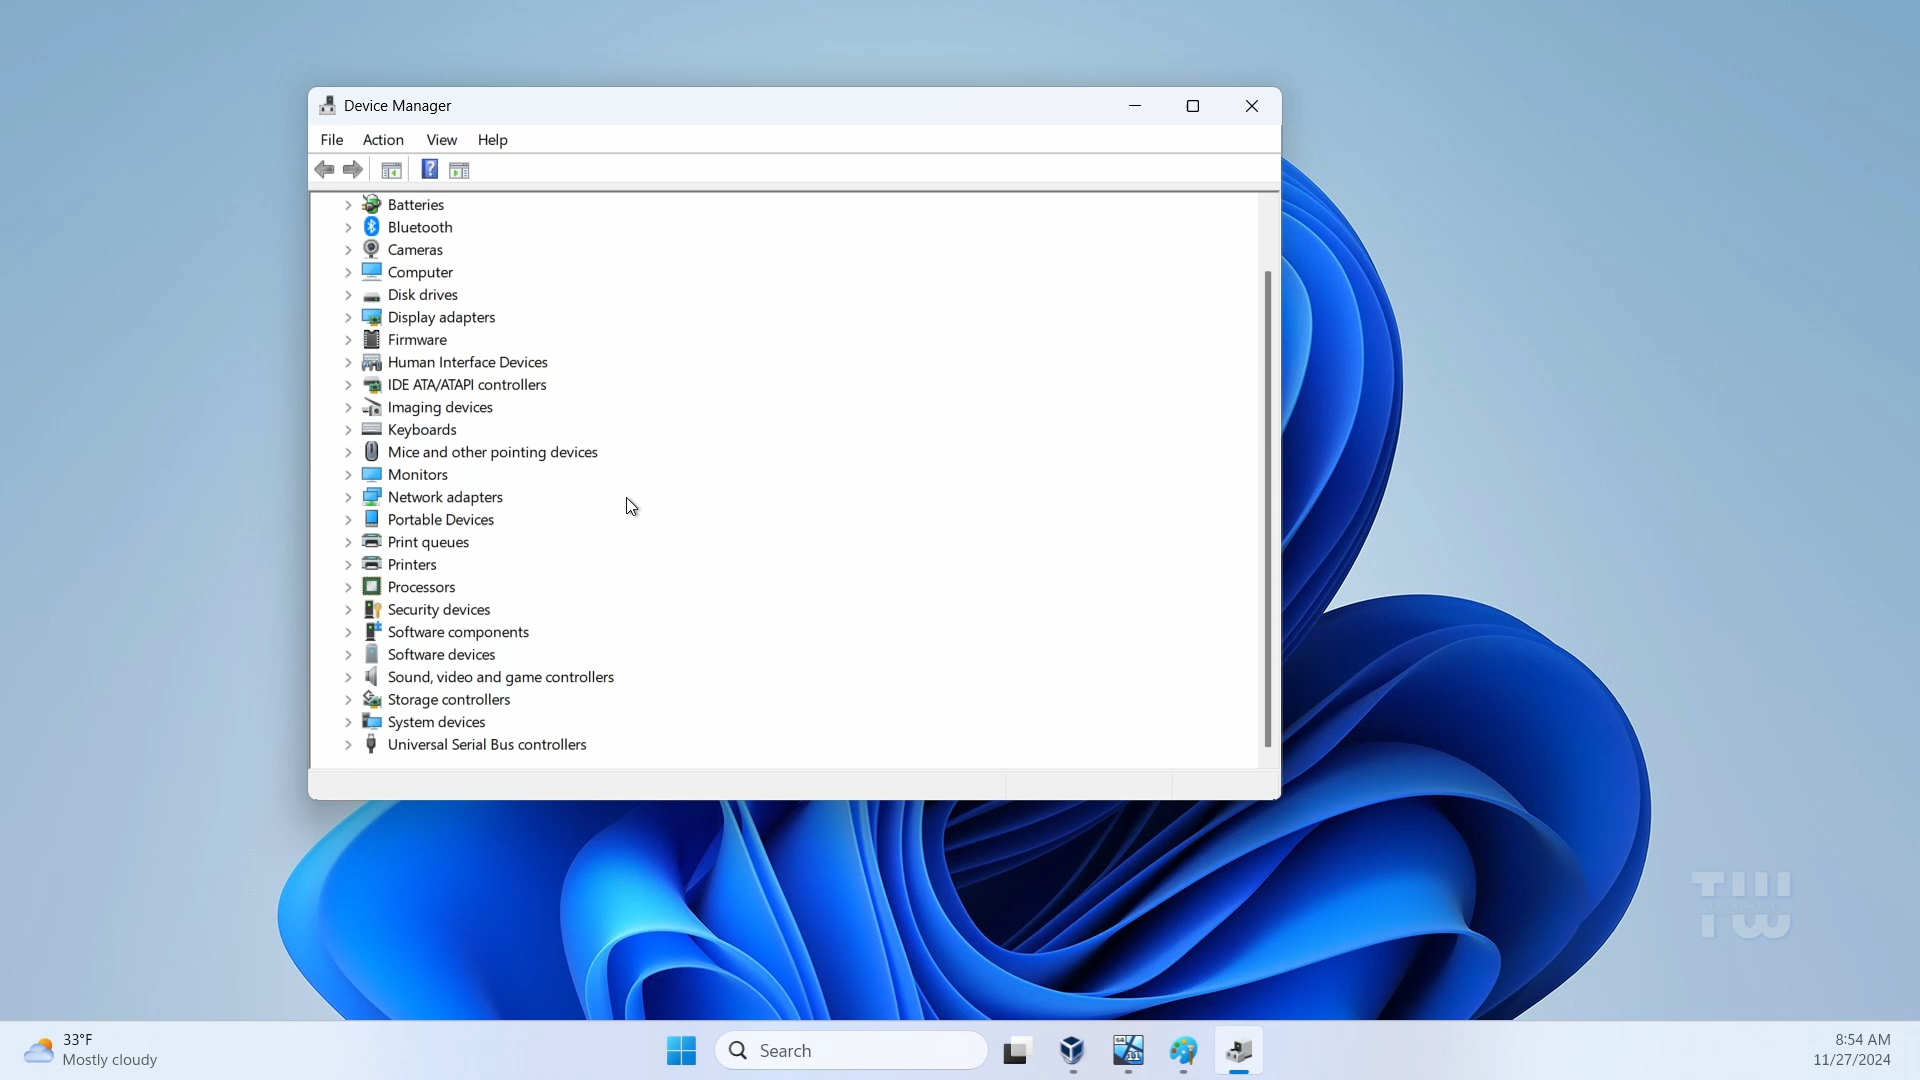 Device Manager
File Action View Help
Batteries
Bluetooth
Cameras
Computer
Disk drives
Display adapters
Firmware
Human Interface Devices
IDE ATA/ATAPI controllers
Imaging devices
Keyboards
Mice and other pointing devices
Monitors
Network adapters
Portable Devices
Print queues
Printers
Processors
Security devices
Software components
Software devices
Sound, video and game controllers
Storage controllers
System devices
Universal Serial Bus controllers
TW
33°F
Mostly cloudy
Search
64
11
8:54 AM
11/27/2024